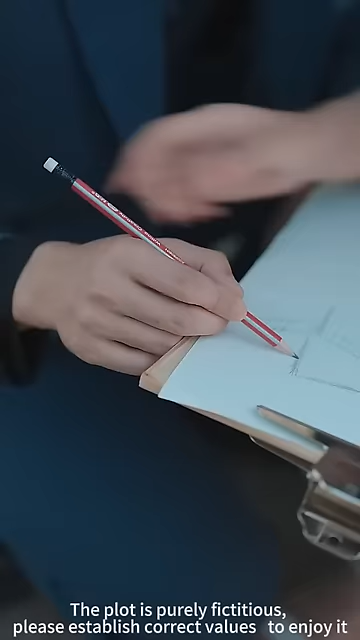 The plot is purely fictitious,
please establish correct values to enjoy it